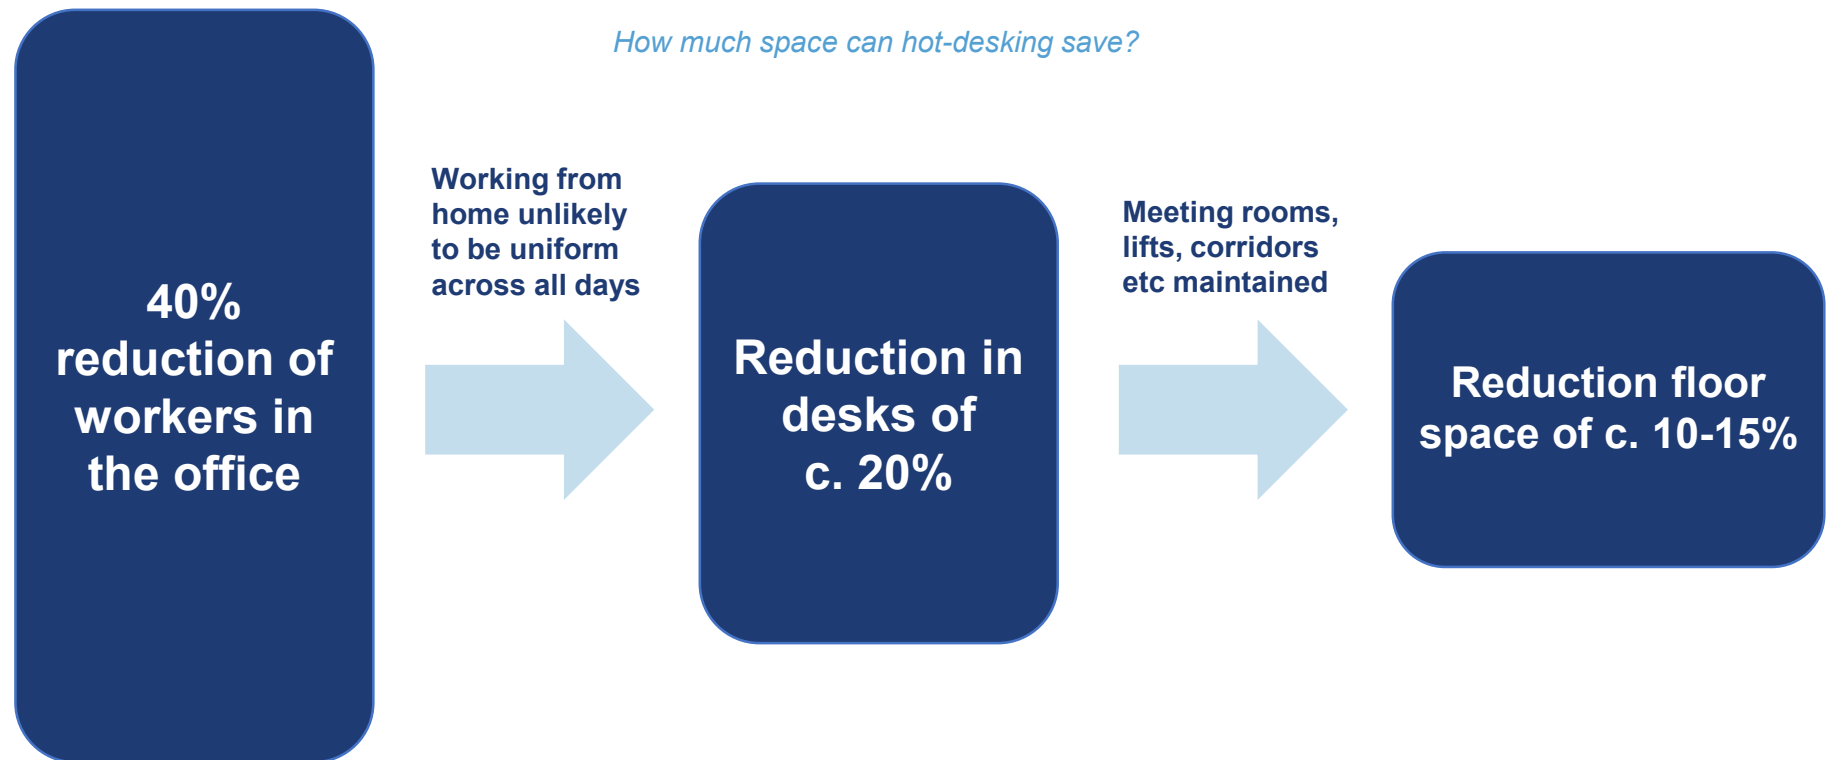 How much space can hot-desking save?
40%
reduction of
workers in
the office
Working from
home unlikely
to be uniform
across all days
Reduction in
desks of
c. 20%
Meeting rooms,
lifts, corridors
etc maintained
Reduction floor
space of c. 10-15%